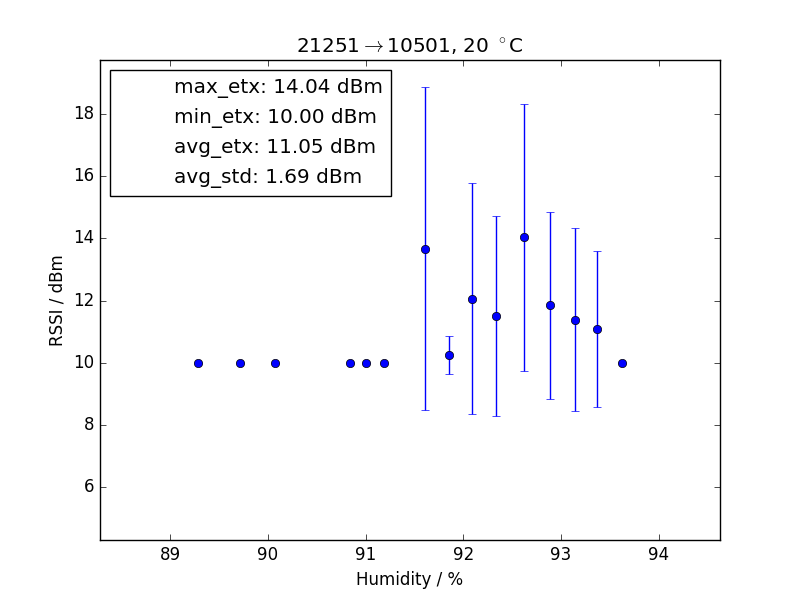 21251→10501, 20 °C
max_etx: 14.04 dBm
min_etx: 10.00 dBm
avg_etx: 11.05 dBm
avg_std: 1.69 dBm
RSSI / dBm
18
16
14
12
10
8
6
89 90 91 92 93 94
Humidity / %